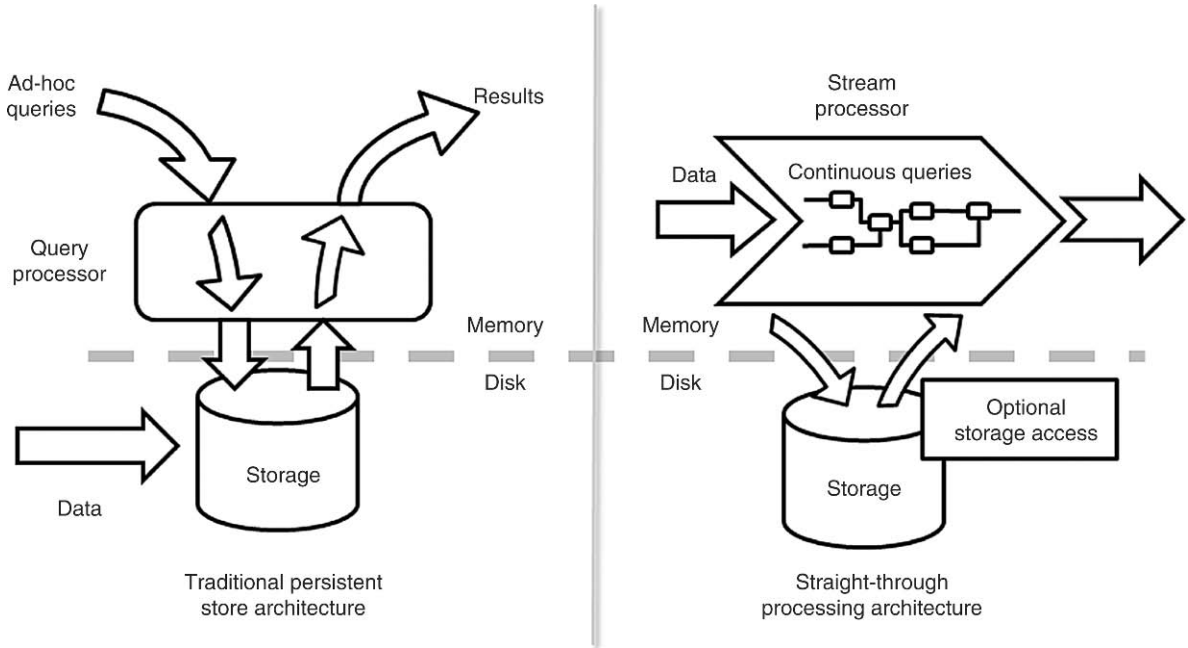 Ad-hoc
queries
Results
Query
processor
Memory
Disk
Storage
Data
Traditional persistent
store architecture
Stream
processor
Data
Continuous queries
Memory
Disk
Optional
storage access
Storage
Straight-through
processing architecture